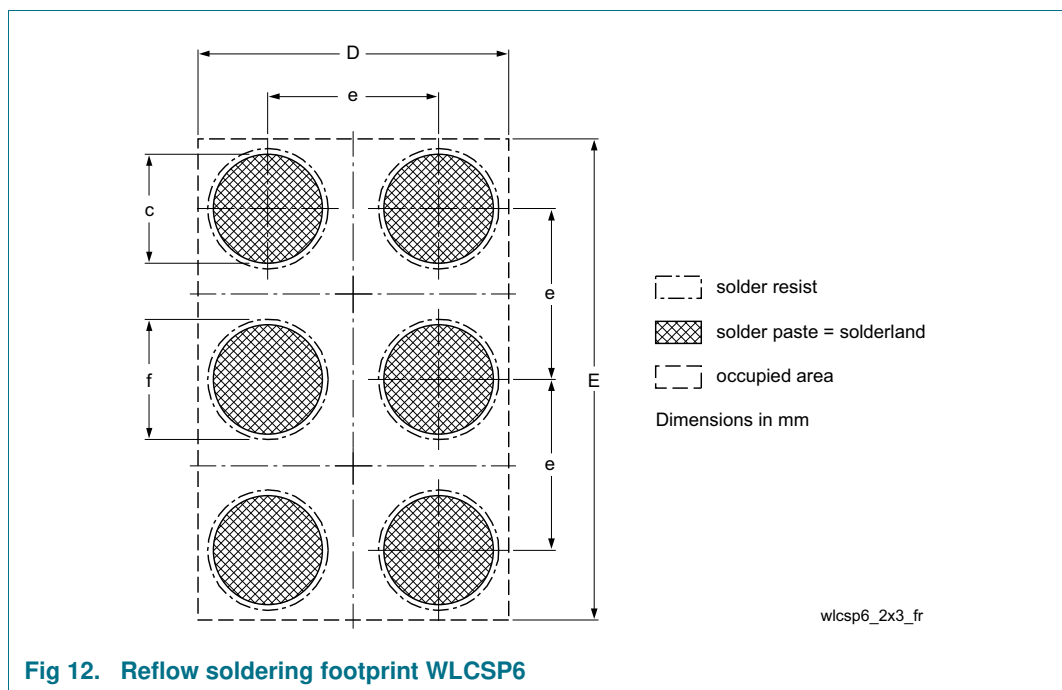 D
e
c
e
solder resist
solder paste = solderland
f
E
occupied area
Dimensions in mm
e
wlcsp6_2x3_fr
Fig 12. Reflow soldering footprint WLCSP6